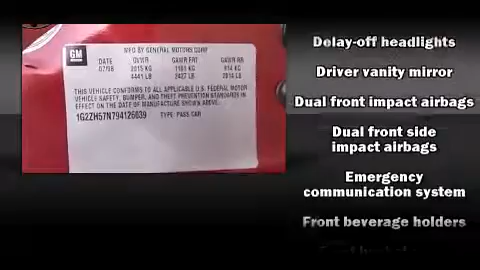 GM
MFD BY GENERAL MOTORS CORP
DATE GVWR GAWR FRT GAWR RR
07/08 2015 KG 1101 KG 914 KG
4441 LB 2427 LB 2014 LB
THIS VEHICLE CONFORMS TO ALL APPLICABLE U.S. FEDERAL MOTOR
VEHICLE SAFETY, BUMPER, AND THEFT PREVENTION STANDARDS IN
EFFECT ON THE DATE OF MANUFACTURE SHOWN ABOVE.
1G2ZH57N794126039 TYPE: PASS CAR
Delay-off headlights
Driver vanity mirror
Dual front impact airbags
Dual front side
impact airbags
Emergency
communication system
Front beverage holders